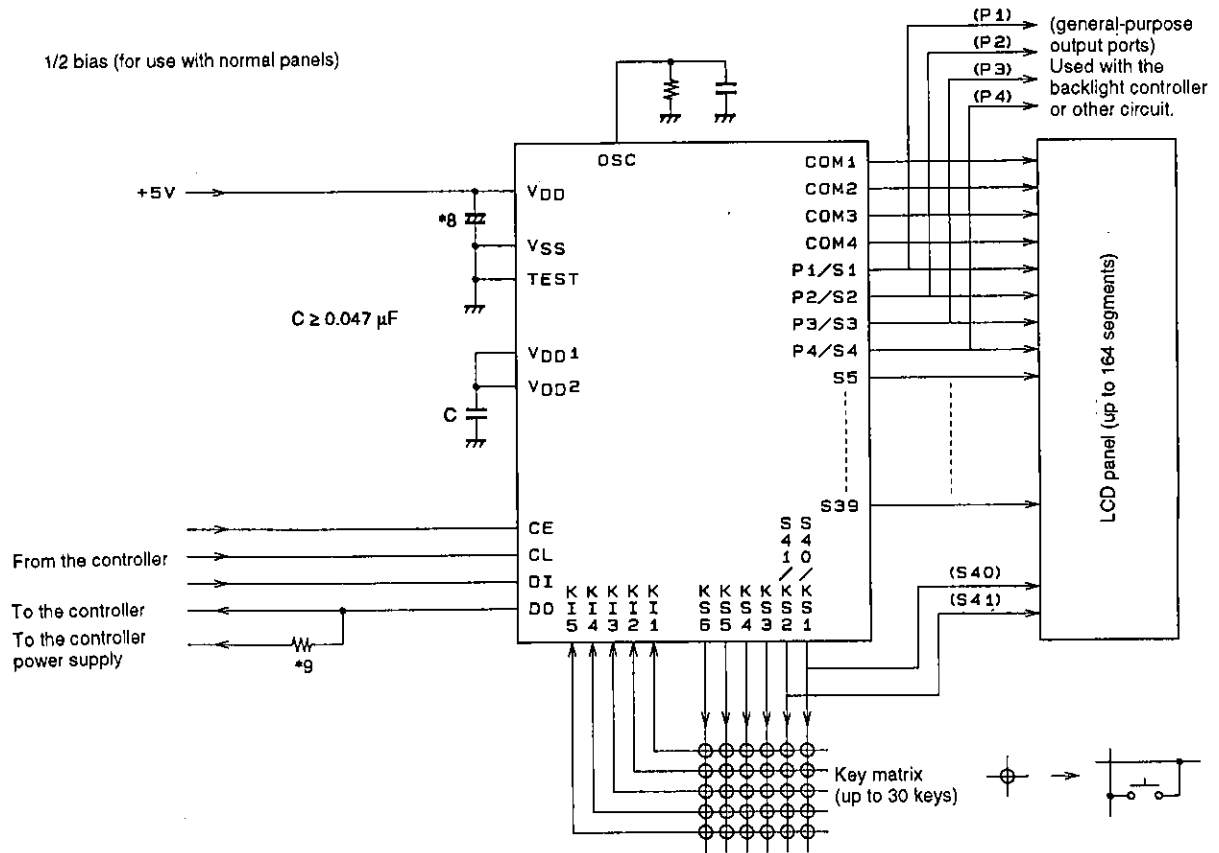 1/2 bias (for use with normal panels)
(P1)
(P2)
(P3)
(P4)
(general-purpose
output ports)
Used with the
backlight controller
or other circuit.
OSC
+5V
VDD
*8
VSS
TEST
C ≥ 0.047 µF
VDD1
VDD2
C
COM1
COM2
COM3
COM4
P1/S1
P2/S2
P3/S3
P4/S4
S5
S39
LCD panel (up to 164 segments)
CE
CL
DI
DO
From the controller
To the controller
To the controller
power supply
*9
KI5
KI4
KI3
KI2
KI1
KS6
KS5
KS4
KS3
S41/KS2
S40/KS1
(S40)
(S41)
Key matrix
(up to 30 keys)